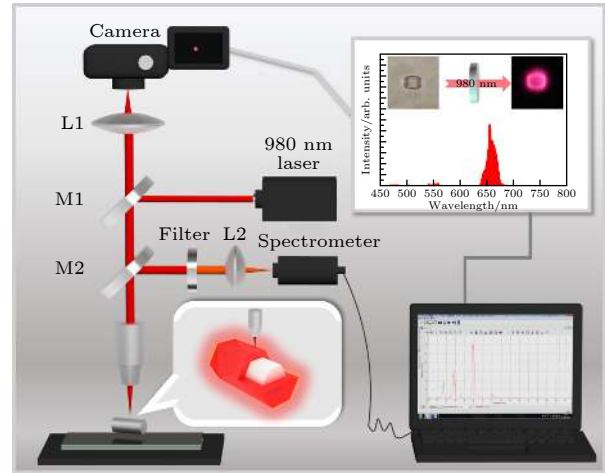 Camera
L1
980 nm
laser
M1
Filter L2
Spectrometer
M2
Intensity/arb. units
980 nm
450 500 550 600 650 700 750 800
Wavelength/nm